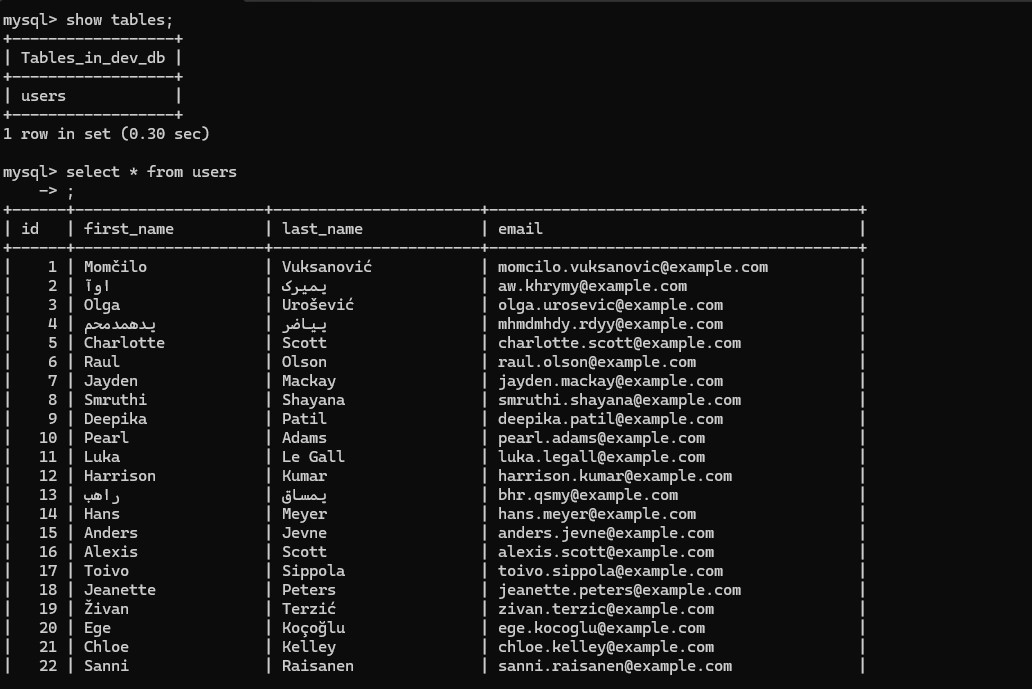 mysql> show tables;
+------------------+
| Tables_in_dev_db |
+------------------+
| users            |
+------------------+
1 row in set (0.30 sec)
mysql> select * from users
    -> ;
+------+---------------------+-----------------------+-----------------------------------------+
| id   | first_name          | last_name             | email                                   |
+------+---------------------+-----------------------+-----------------------------------------+
|    1 | Momčilo             | Vuksanović            | momcilo.vuksanovic@example.com          |
|    2 | اوآ                 | یمیرک                 | aw.khrymy@example.com                   |
|    3 | Olga                | Urošević              | olga.urosevic@example.com               |
|    4 | یدهمدمحم            | ییاضر                 | mhmdmhdy.rdyy@example.com               |
|    5 | Charlotte           | Scott                 | charlotte.scott@example.com             |
|    6 | Raul                | Olson                 | raul.olson@example.com                  |
|    7 | Jayden              | Mackay                | jayden.mackay@example.com               |
|    8 | Smruthi             | Shayana               | smruthi.shayana@example.com             |
|    9 | Deepika             | Patil                 | deepika.patil@example.com               |
|   10 | Pearl               | Adams                 | pearl.adams@example.com                 |
|   11 | Luka                | Le Gall               | luka.legall@example.com                 |
|   12 | Harrison            | Kumar                 | harrison.kumar@example.com              |
|   13 | راهب                | یمساق                 | bhr.qsmy@example.com                    |
|   14 | Hans                | Meyer                 | hans.meyer@example.com                  |
|   15 | Anders              | Jevne                 | anders.jevne@example.com                |
|   16 | Alexis              | Scott                 | alexis.scott@example.com                |
|   17 | Toivo               | Sippola               | toivo.sippola@example.com               |
|   18 | Jeanette            | Peters                | jeanette.peters@example.com             |
|   19 | Živan               | Terzić                | zivan.terzic@example.com                |
|   20 | Ege                 | Koçoğlu               | ege.kocoglu@example.com                 |
|   21 | Chloe               | Kelley                | chloe.kelley@example.com                |
|   22 | Sanni               | Raisanen              | sanni.raisanen@example.com              |